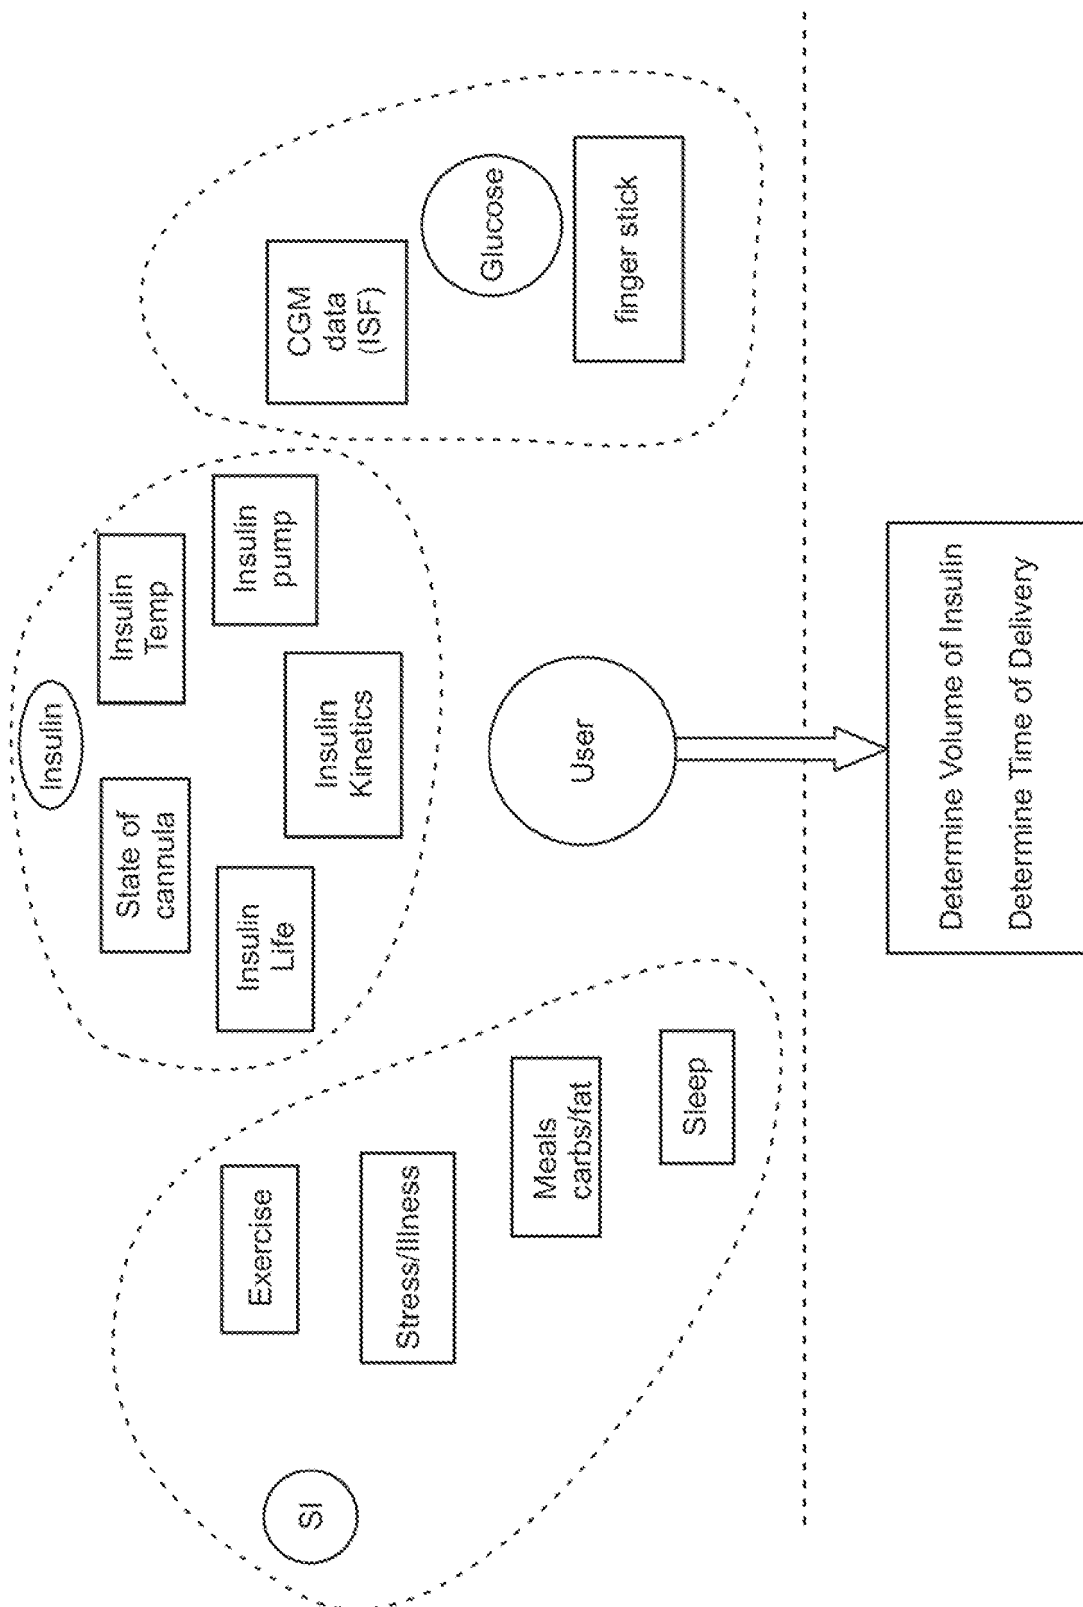 Insulin
State of
cannula
Insulin
Temp
Insulin
Life
Insulin
pump
Insulin
Kinetics
SI
Exercise
Stress/Illness
Meals
carbs/fat
Sleep
CGM
data
(ISF)
Glucose
finger stick
User
Determine Volume of Insulin
Determine Time of Delivery